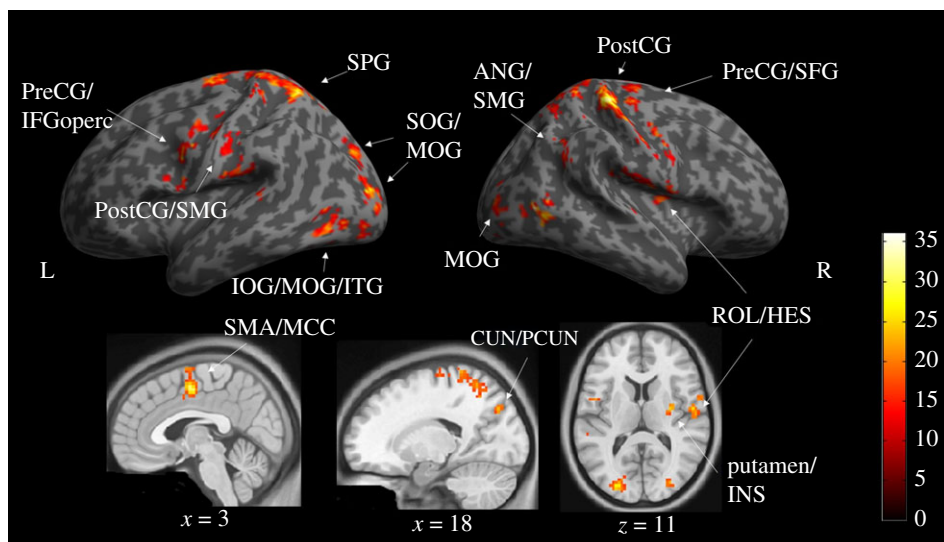 SPG
PreCG/
IFGoperc
SOG/
MOG
PostCG/SMG
L
IOG/MOG/ITG
PostCG
ANG/
SMG
PreCG/SFG
MOG
R
ROL/HES
SMA/MCC
CUN/PCUN
putamen/
INS
x = 3
x = 18
z = 11
35
30
25
20
15
10
5
0